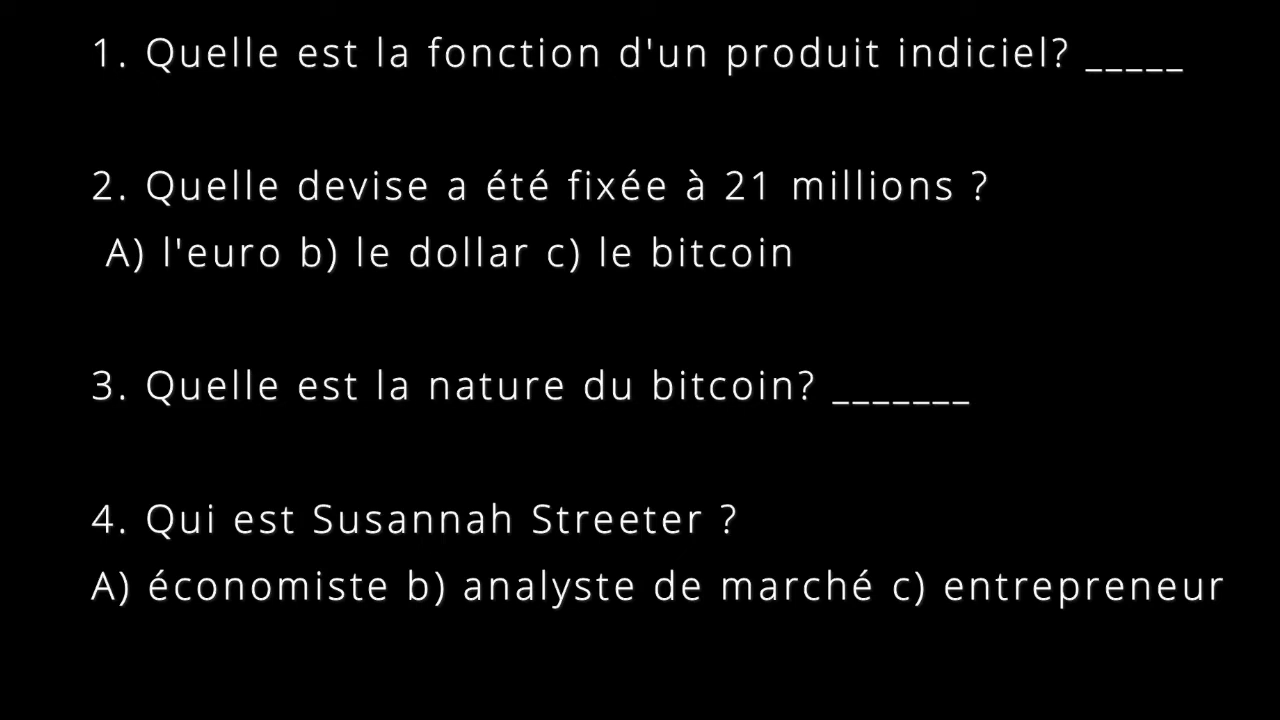 1. Quelle est la fonction d'un produit indiciel? _____
2. Quelle devise a été fixée à 21 millions ?
A) l'euro b) le dollar c) le bitcoin
3. Quelle est la nature du bitcoin? _______
4. Qui est Susannah Streeter ?
A) économiste b) analyste de marché c) entrepreneur